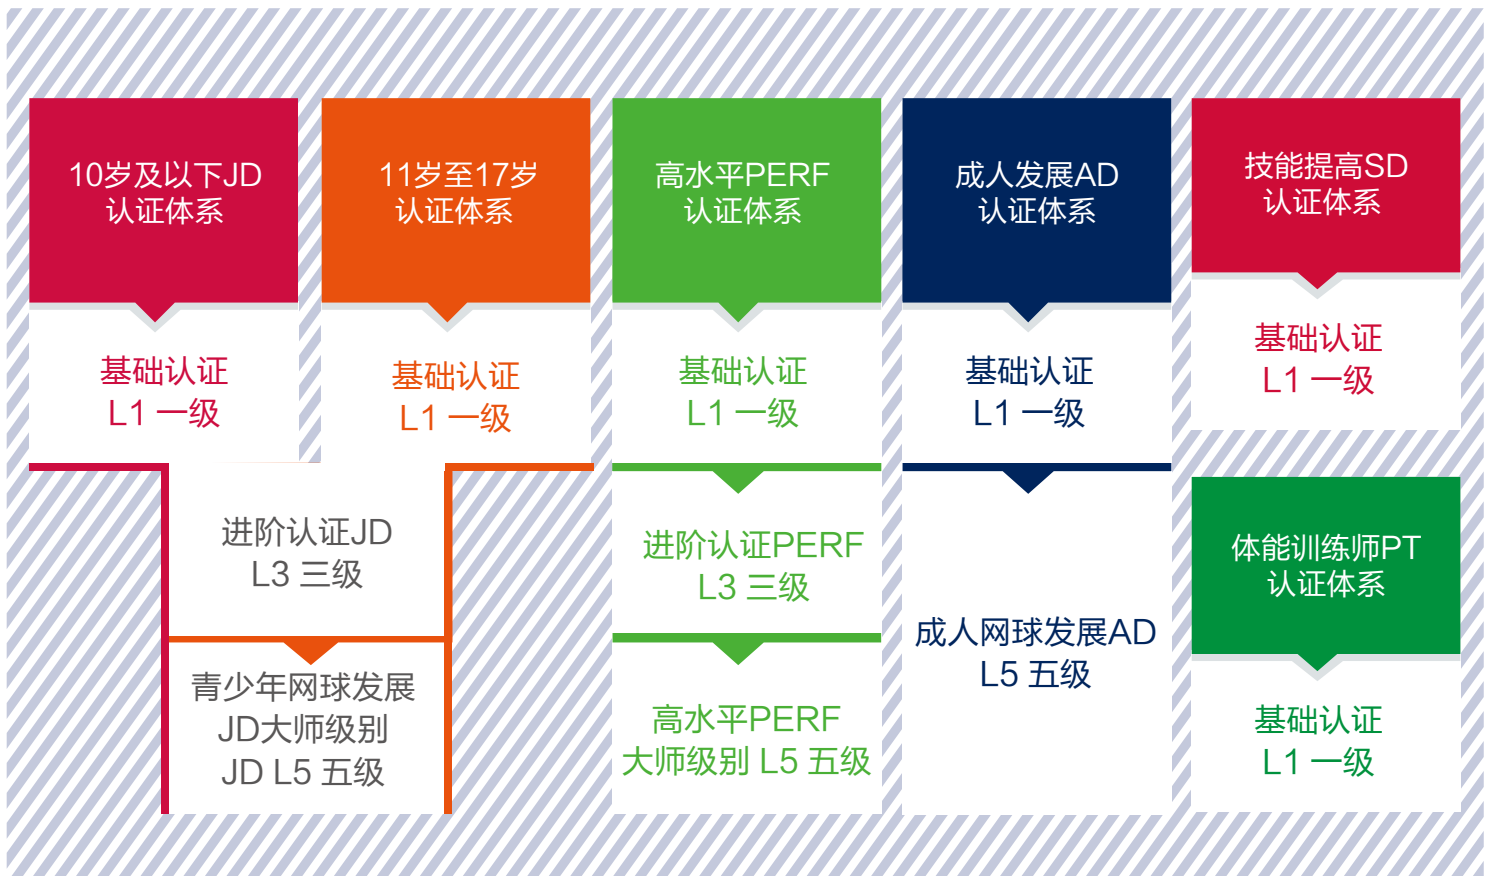 10岁及以下JD
认证体系
基础认证
L1 一级
11岁至17岁
认证体系
基础认证
L1 一级
进阶认证JD
L3 三级
青少年网球发展
JD大师级别
JD L5 五级
高水平PERF
认证体系
基础认证
L1 一级
进阶认证PERF
L3 三级
高水平PERF
大师级别 L5 五级
成人发展AD
认证体系
基础认证
L1 一级
成人网球发展AD
L5 五级
技能提高SD
认证体系
基础认证
L1 一级
体能训练师PT
认证体系
基础认证
L1 一级